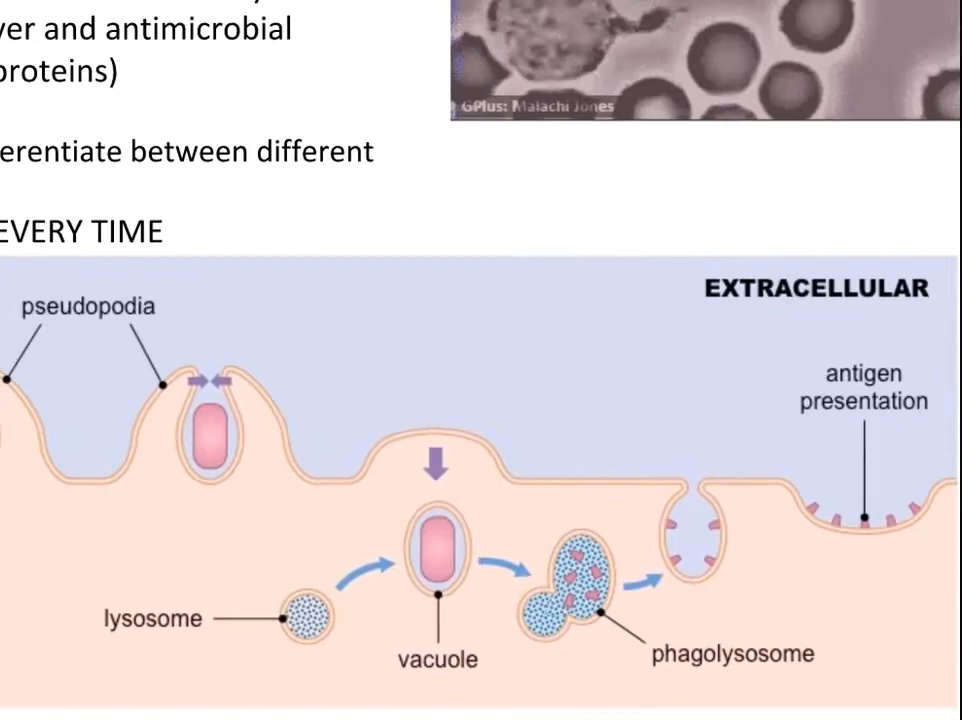 ver and antimicrobial
proteins)
GPlus: Malachi Jones
erentiate between different
EVERY TIME
EXTRACELLULAR
pseudopodia
antigen
presentation
lysosome
vacuole
phagolysosome